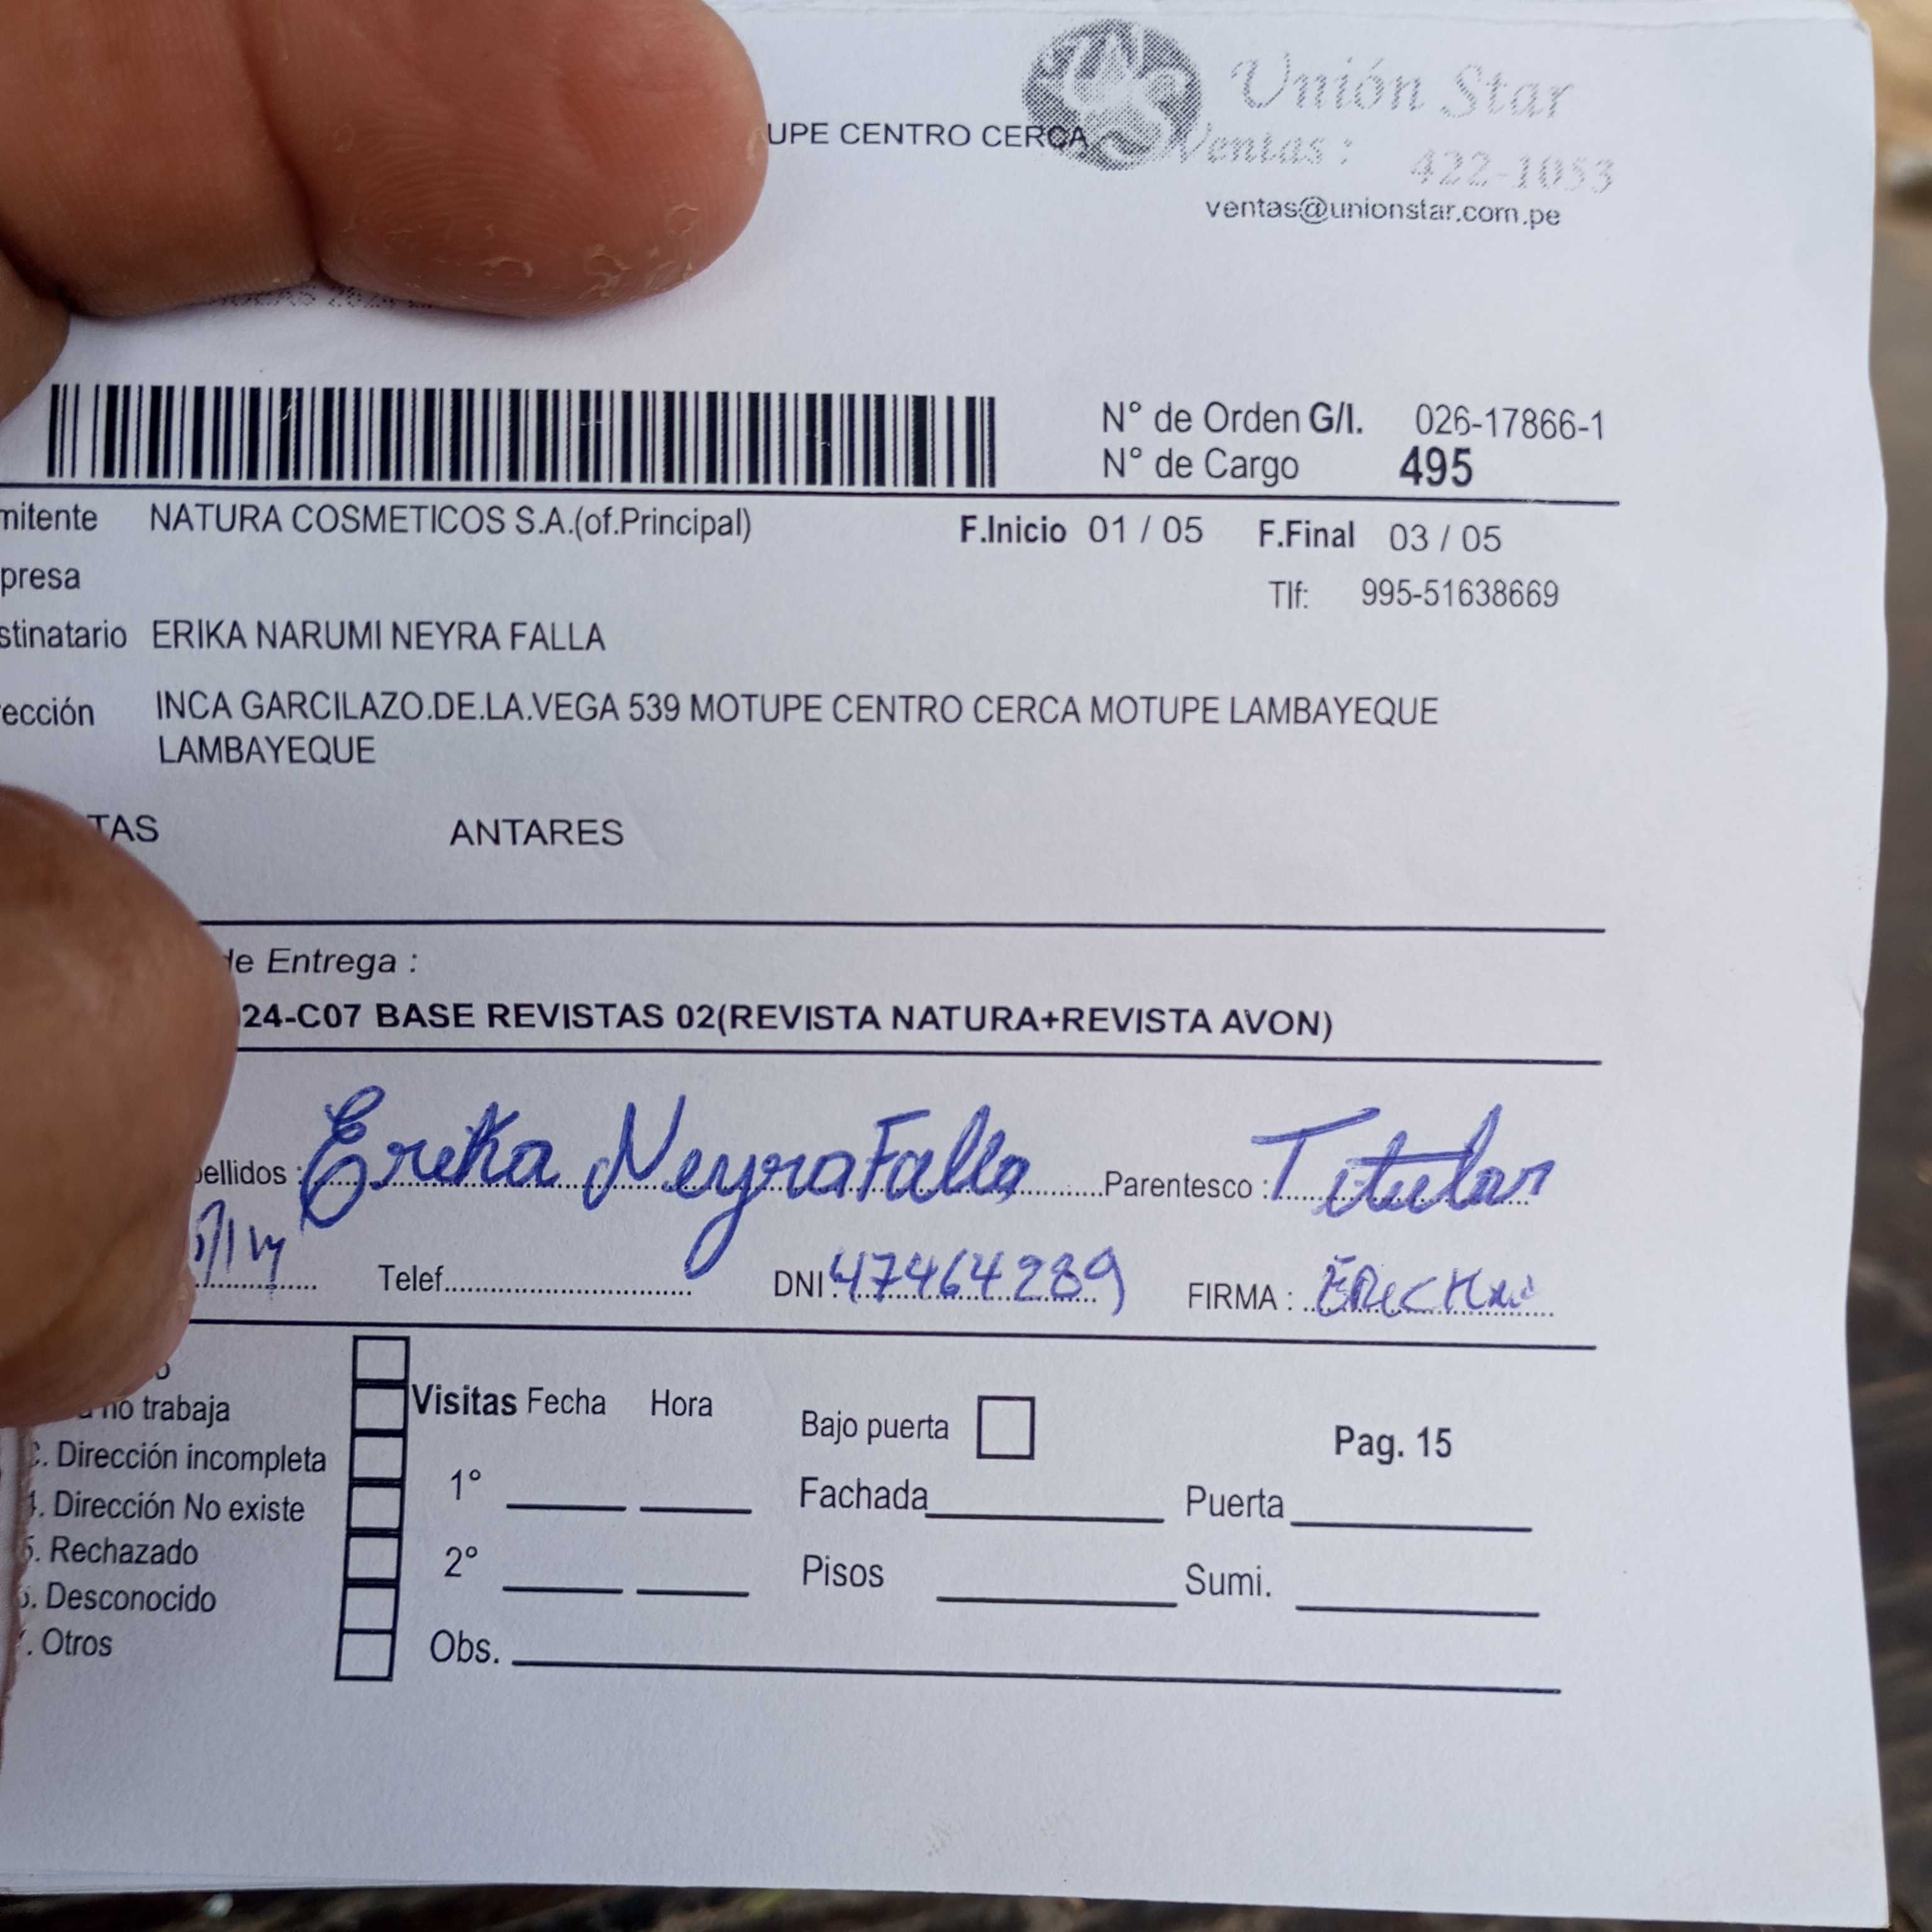 Unión Star
UPE CENTRO CERCA
Ventas : 422-1053
ventas@unionstar.com.pe
N° de Orden G/I. 026-17866-1
N° de Cargo 495
mitente NATURA COSMETICOS S.A.(of.Principal) F.Inicio 01 / 05 F.Final 03 / 05
presa Tlf: 995-51638669
stinatario ERIKA NARUMI NEYRA FALLA
ección INCA GARCILAZO.DE.LA.VEGA 539 MOTUPE CENTRO CERCA MOTUPE LAMBAYEQUE
LAMBAYEQUE
TAS ANTARES
de Entrega :
24-C07 BASE REVISTAS 02(REVISTA NATURA+REVISTA AVON)
ellidos : Erika Neyra Falla Parentesco : Titular
Telef. DNI: 47464289 FIRMA :
no trabaja Visitas Fecha Hora Bajo puerta Pag. 15
. Dirección incompleta 1° Fachada Puerta
. Dirección No existe
5. Rechazado 2° Pisos Sumi.
. Desconocido
. Otros Obs.